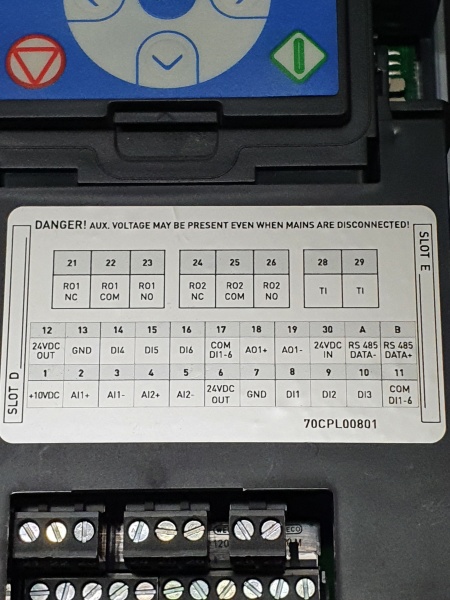 DANGER! AUX. VOLTAGE MAY BE PRESENT EVEN WHEN MAINS ARE DISCONNECTED!
SLOT E
21 22 23 24 25 26 28 29
RO1 RO1 RO1 RO2 RO2 RO2 TI TI
NC COM NO NC COM NO
12 13 14 15 16 17 18 19 30 A B
24VDC GND DI4 DI5 DI6 COM AO1+ AO1- 24VDC RS 485 RS 485
OUT DI1-6 IN DATA- DATA+
1 2 3 4 5 6 7 8 9 10 11
+10VDC AI1+ AI1- AI2+ AI2- 24VDC GND DI1 DI2 DI3 COM
OUT DI1-6
SLOT D
70CPL00801